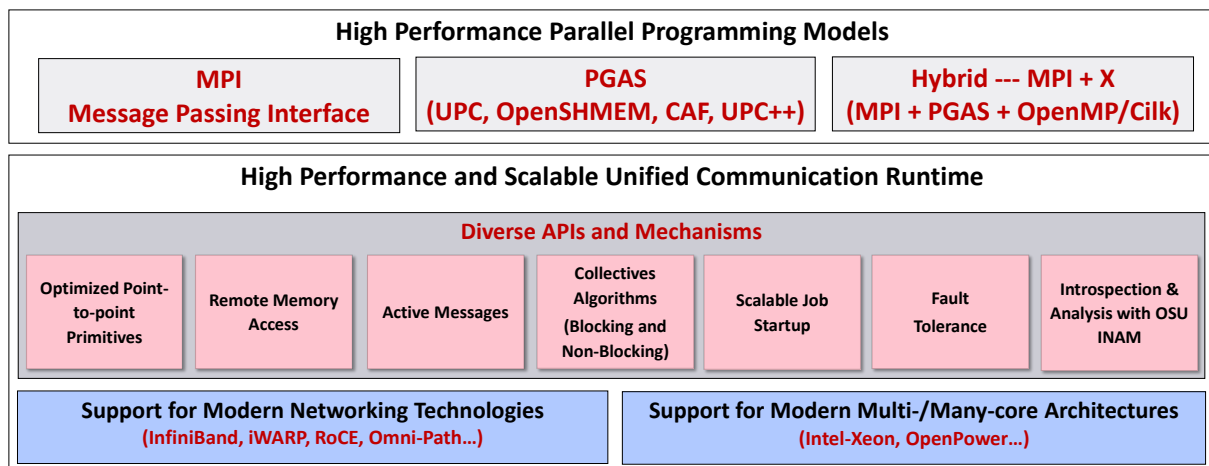 High Performance Parallel Programming Models
MPI
Message Passing Interface
PGAS
(UPC, OpenSHMEM, CAF, UPC++)
Hybrid --- MPI + X
(MPI + PGAS + OpenMP/Cilk)
High Performance and Scalable Unified Communication Runtime
Diverse APIs and Mechanisms
Optimized Point-
to-point
Primitives
Remote Memory
Access
Active Messages
Collectives
Algorithms
(Blocking and
Non-Blocking)
Scalable Job
Startup
Fault
Tolerance
Introspection &
Analysis with OSU
INAM
Support for Modern Networking Technologies
(InfiniBand, iWARP, RoCE, Omni-Path…)
Support for Modern Multi-/Many-core Architectures
(Intel-Xeon, OpenPower…)